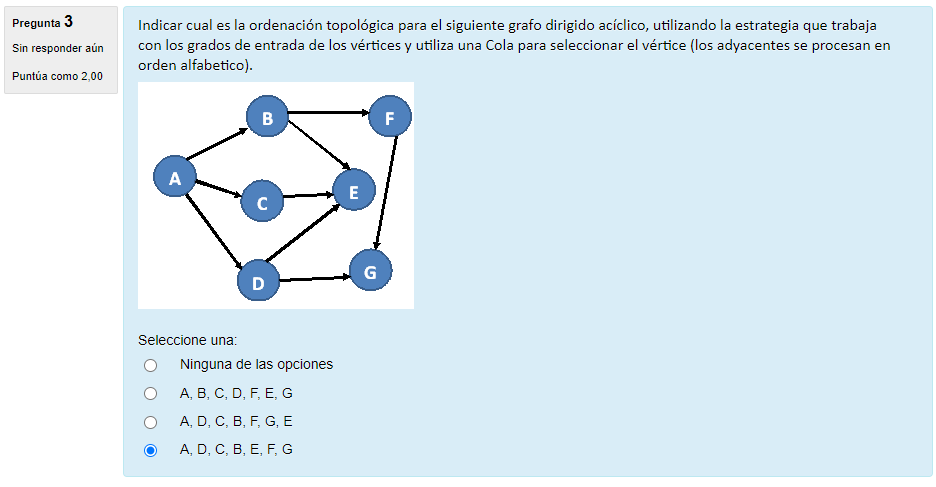 Pregunta 3
Sin responder aún
Puntúa como 2,00
Indicar cual es la ordenación topológica para el siguiente grafo dirigido acíclico, utilizando la estrategia que trabaja
con los grados de entrada de los vértices y utiliza una Cola para seleccionar el vértice (los adyacentes se procesan en
orden alfabetico).
B
F
A
E
C
G
D
Seleccione una:
Ninguna de las opciones
A, B, C, D, F, E, G
A, D, C, B, F, G, E
A, D, C, B, E, F, G